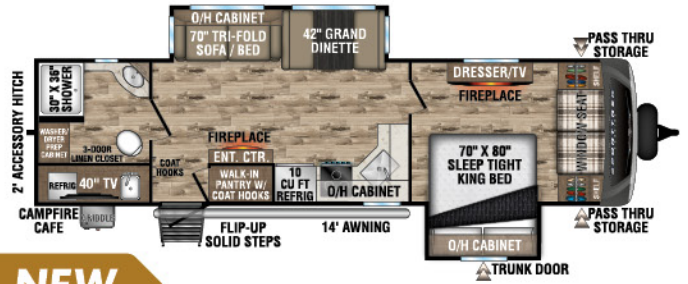 O/H CABINET
70" TRI-FOLD
SOFA / BED
42" GRAND
DINETTE
PASS THRU
STORAGE
2" ACCESSORY HITCH
30" X 36"
SHOWER
DRESSER/TV
FIREPLACE
SHELF
WINDOW SEAT
SHELF
WASHER/
DRYER
PREP
CABINET
3-DOOR
LINEN CLOSET
COAT
HOOKS
FIREPLACE
ENT. CTR.
WALK-IN
PANTRY W/
COAT HOOKS
10
CU FT
REFRIG
O/H CABINET
70" X 80"
SLEEP TIGHT
KING BED
REFRIG
40" TV
CAMPFIRE
CAFE
GRIDDLE
FLIP-UP
SOLID STEPS
14' AWNING
O/H CABINET
PASS THRU
STORAGE
TRUNK DOOR
NEW